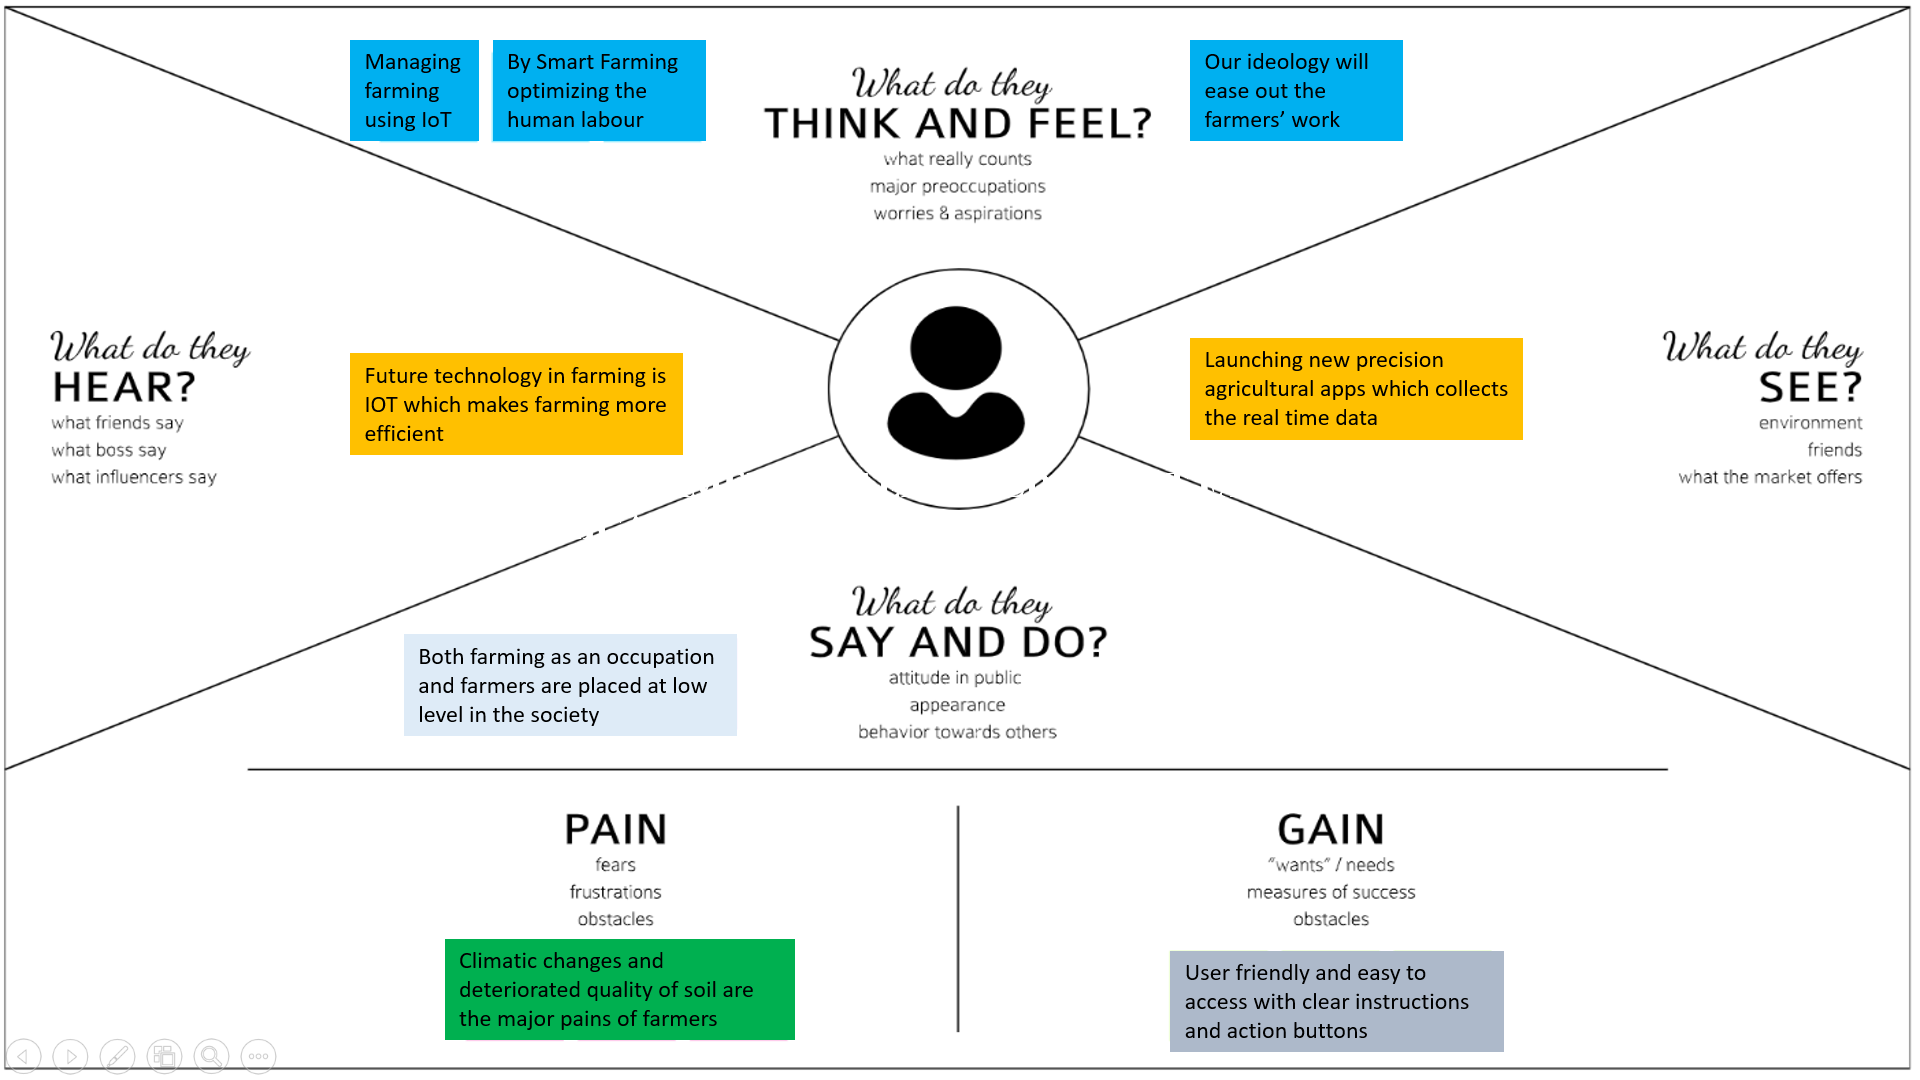 Managing
farming
using IoT
By Smart Farming
optimizing the
human labour
What do they
THINK AND FEEL?
what really counts
major preoccupations
worries & aspirations
Our ideology will
ease out the
farmers’ work
What do they
HEAR?
what friends say
what boss say
what influencers say
Future technology in farming is
IOT which makes farming more
efficient
Launching new precision
agricultural apps which collects
the real time data
What do they
SEE?
environment
friends
what the market offers
What do they
SAY AND DO?
attitude in public
appearance
behavior towards others
Both farming as an occupation
and farmers are placed at low
level in the society
PAIN
fears
frustrations
obstacles
Climatic changes and
deteriorated quality of soil are
the major pains of farmers
GAIN
“wants” / needs
measures of success
obstacles
User friendly and easy to
access with clear instructions
and action buttons